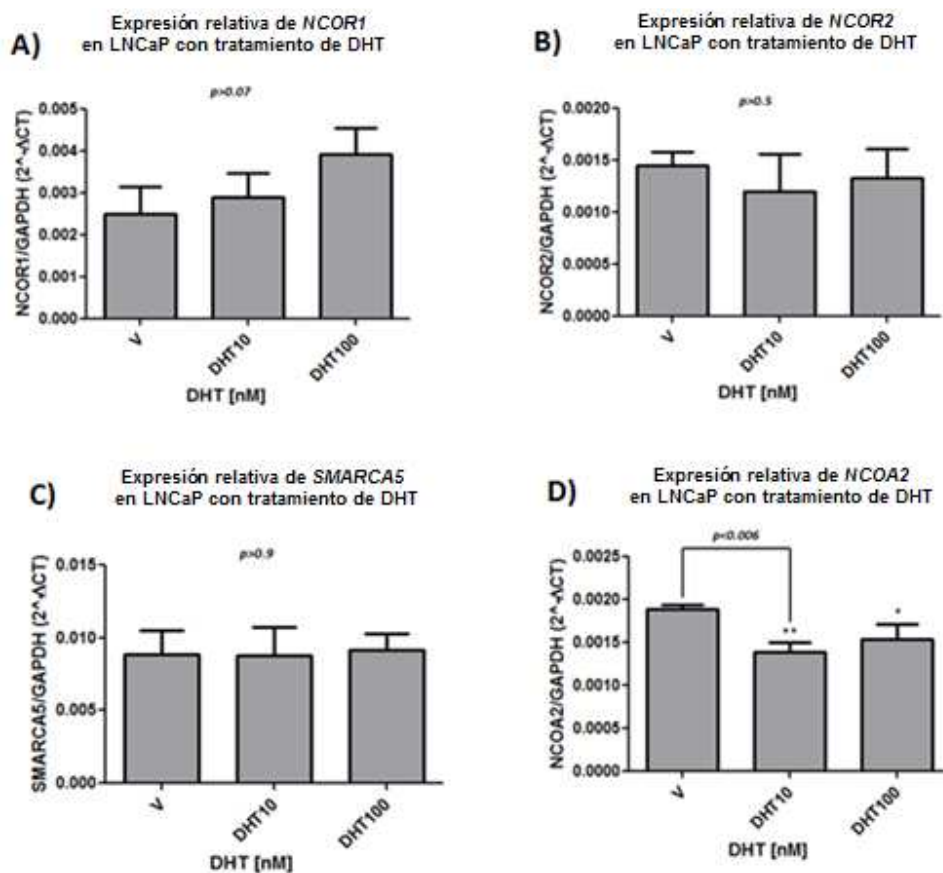 A)
Expresión relativa de NCOR1
en LNCaP con tratamiento de DHT
p>0.07
NCOR1/GAPDH (2^-ΔCT)
0.005
0.004
0.003
0.002
0.001
0.000
V
DHT10
DHT100
DHT [nM]
B)
Expresión relativa de NCOR2
en LNCaP con tratamiento de DHT
p>0.5
NCOR2/GAPDH (2^-ΔCT)
0.0020
0.0015
0.0010
0.0005
0.0000
V
DHT10
DHT100
DHT [nM]
C)
Expresión relativa de SMARCA5
en LNCaP con tratamiento de DHT
p>0.9
SMARCA5/GAPDH (2^-ΔCT)
0.015
0.010
0.005
0.000
V
DHT10
DHT100
DHT [nM]
D)
Expresión relativa de NCOA2
en LNCaP con tratamiento de DHT
p<0.006
NCOA2/GAPDH (2^-ΔCT)
0.0025
0.0020
0.0015
0.0010
0.0005
0.0000
**
*
V
DHT10
DHT100
DHT [nM]